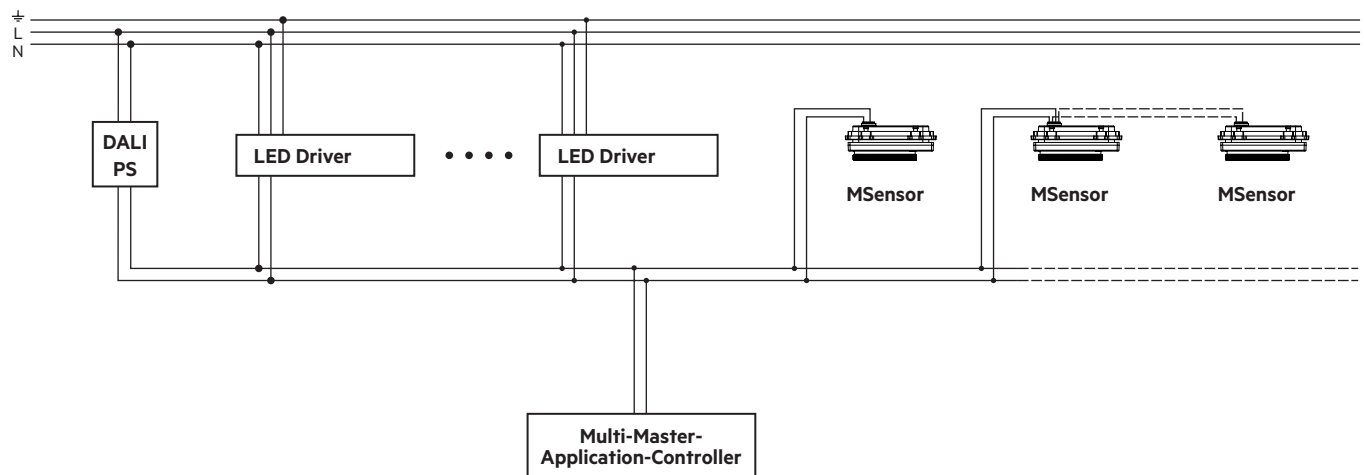 L
N
DALI
PS
LED Driver
LED Driver
MSensor
MSensor
MSensor
Multi-Master-
Application-Controller